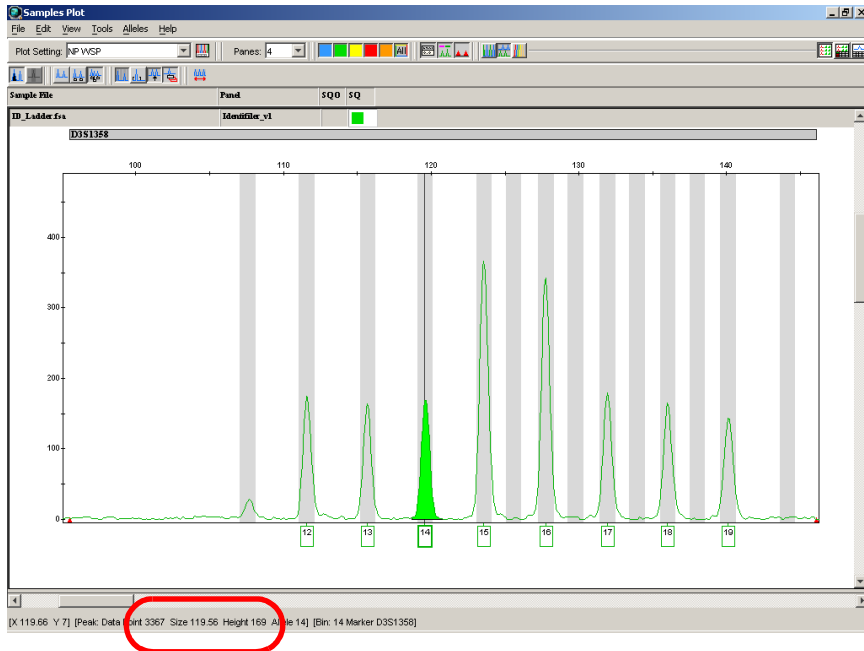 Samples Plot
File Edit View Tools Alleles Help
Plot Setting: NP WSP Panes: 4 All
Sample File Panel SQO SQ
ID_Ladder.fsa Identifiler_v1
D3S1358
100 110 120 130 140
400
300
200
100
0
12 13 14 15 16 17 18 19
[X 119.66 Y 7] [Peak: Data Point 3367 Size 119.56 Height 169 Allele 14] [Bin: 14 Marker D3S1358]